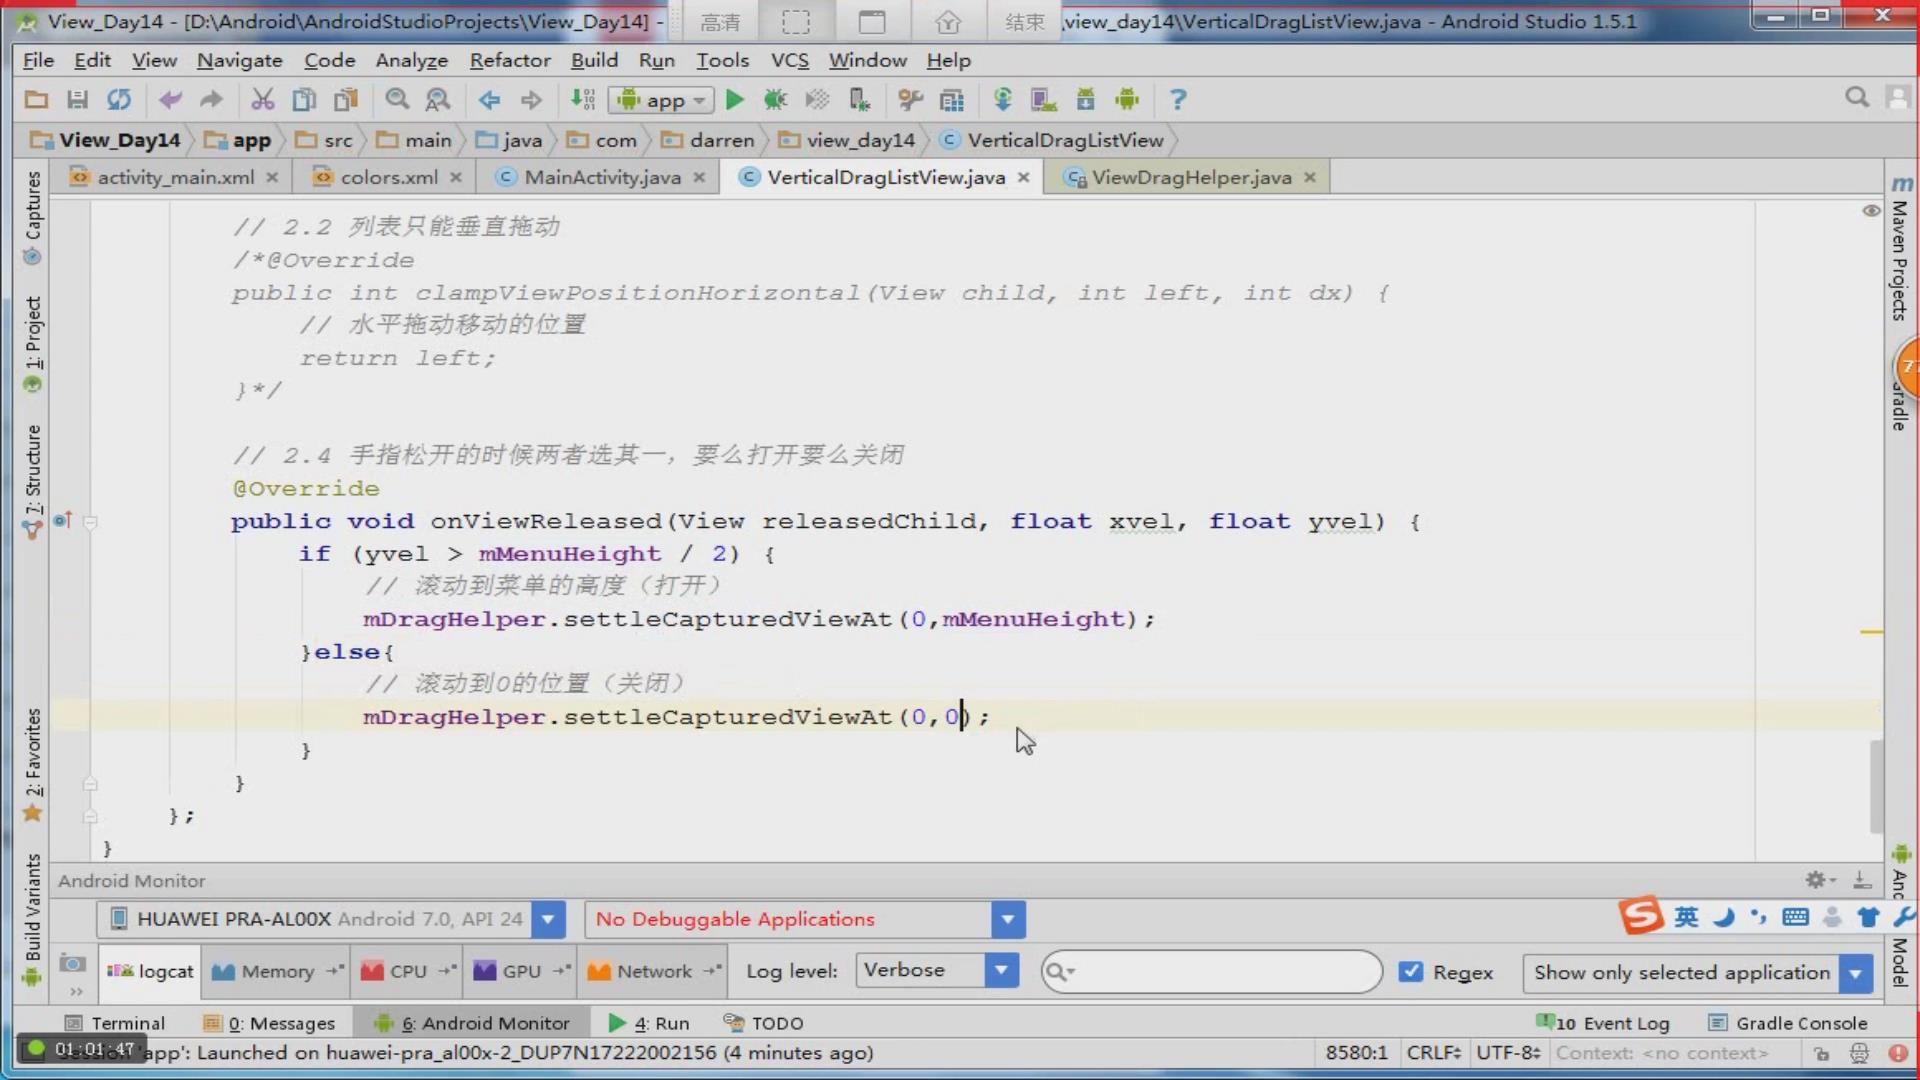 View_Day14 - [D:\Android\AndroidStudioProjects\View_Day14] - 高清 结束 \view_day14\VerticalDragListView.java - Android Studio 1.5.1
File Edit View Navigate Code Analyze Refactor Build Run Tools VCS Window Help
app
View_Day14 app src main java com darren view_day14 VerticalDragListView
activity_main.xml colors.xml MainActivity.java VerticalDragListView.java ViewDragHelper.java
Captures
1: Project
7: Structure
2: Favorites
Build Variants
// 2.2 列表只能垂直拖动
/*@Override
public int clampViewPositionHorizontal(View child, int left, int dx) {
// 水平拖动移动的位置
return left;
}*/
// 2.4 手指松开的时候两者选其一，要么打开要么关闭
@Override
public void onViewReleased(View releasedChild, float xvel, float yvel) {
if (yvel > mMenuHeight / 2) {
// 滚动到菜单的高度（打开）
mDragHelper.settleCapturedViewAt(0,mMenuHeight);
}else{
// 滚动到0的位置（关闭）
mDragHelper.settleCapturedViewAt(0,0);
}
}
};
}
Maven Projects
Model
Android Monitor
HUAWEI PRA-AL00X Android 7.0, API 24 No Debuggable Applications
英
logcat Memory CPU GPU Network Log level: Verbose Regex Show only selected application
Terminal 0: Messages 6: Android Monitor 4: Run TODO 10 Event Log Gradle Console
01:01:47 'app': Launched on huawei-pra_al00x-2_DUP7N17222002156 (4 minutes ago) 8580:1 CRLF UTF-8 Context: <no context>